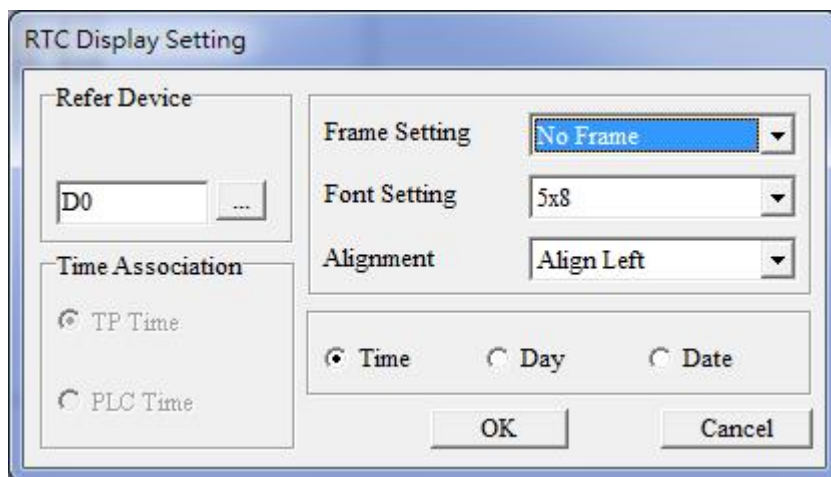 RTC Display Setting
Refer Device
D0
...
Time Association
TP Time
PLC Time
Frame Setting
No Frame
Font Setting
5x8
Alignment
Align Left
Time
Day
Date
OK
Cancel